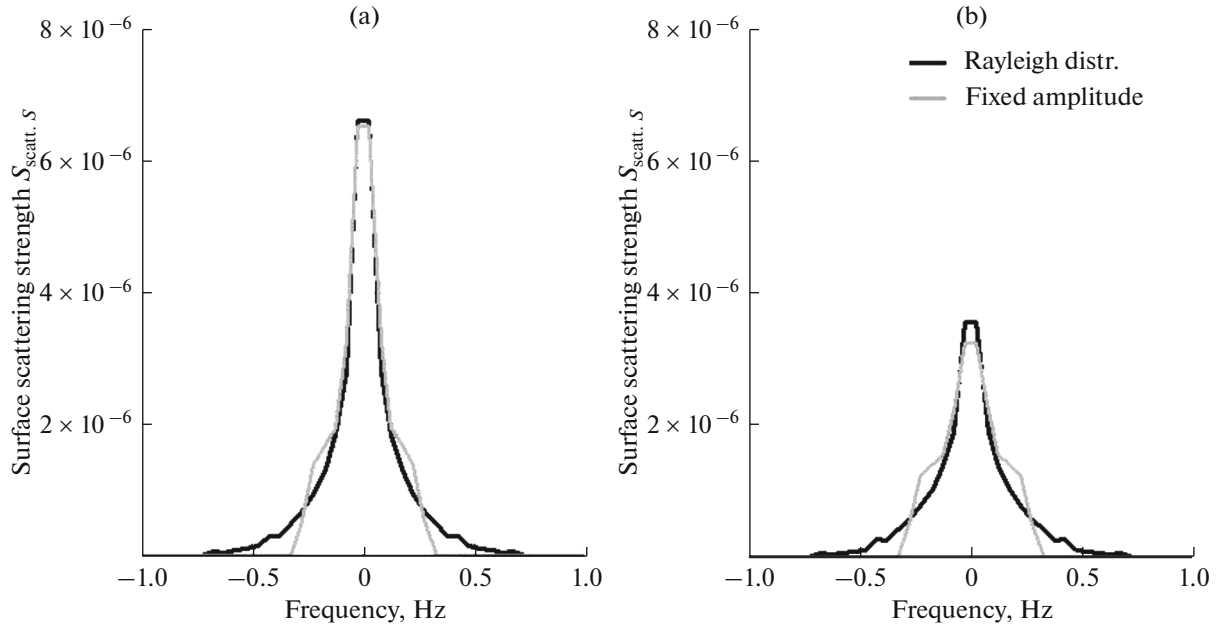 (a)
Surface scattering strength S_scatt. S
8 × 10⁻⁶
6 × 10⁻⁶
4 × 10⁻⁶
2 × 10⁻⁶
−1.0 −0.5 0 0.5 1.0
Frequency, Hz
(b)
Rayleigh distr.
Fixed amplitude
Surface scattering strength S_scatt. S
8 × 10⁻⁶
6 × 10⁻⁶
4 × 10⁻⁶
2 × 10⁻⁶
−1.0 −0.5 0 0.5 1.0
Frequency, Hz